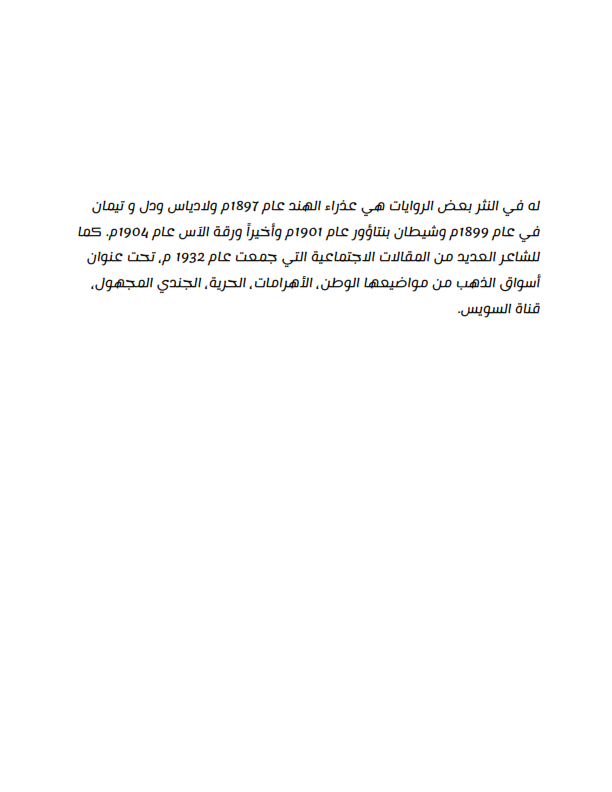 له في النثر بعض الروايات هي عذراء الهند عام 1897م ولادياس ودل و تيمان
في عام 1899م وشيطان بنتاؤور عام 1901م وأخيراً ورقة الآس عام 1904م. كما
للشاعر العديد من المقالات الاجتماعية التي جمعت عام 1932 م، تحت عنوان
أسواق الذهب من مواضيعها الوطن، الأهرامات، الحرية، الجندي المجهول،
قناة السويس.